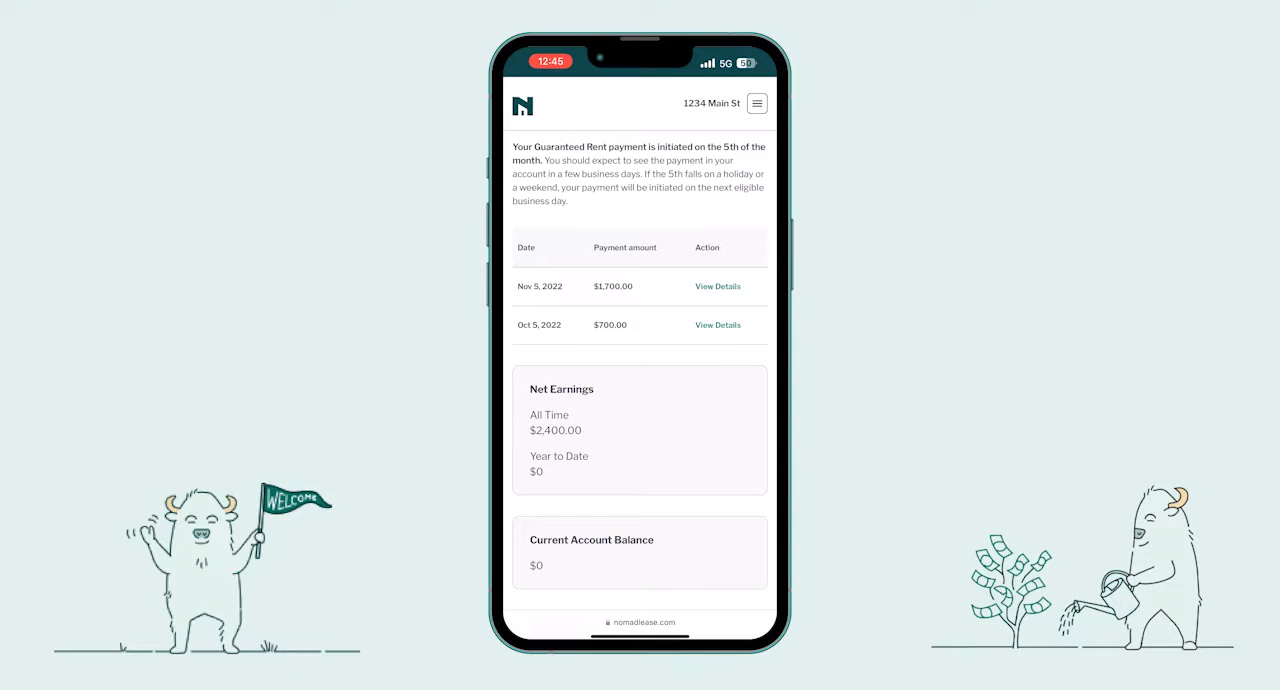 12:45
5G 50
1234 Main St
Your Guaranteed Rent payment is initiated on the 5th of the
month. You should expect to see the payment in your
account in a few business days. If the 5th falls on a holiday or
a weekend, your payment will be initiated on the next eligible
business day.
Date Payment amount Action
Nov 5, 2022 $1,700.00 View Details
Oct 5, 2022 $700.00 View Details
Net Earnings
All Time
$2,400.00
Year to Date
$0
WELCOME
Current Account Balance
$0
nomadlease.com